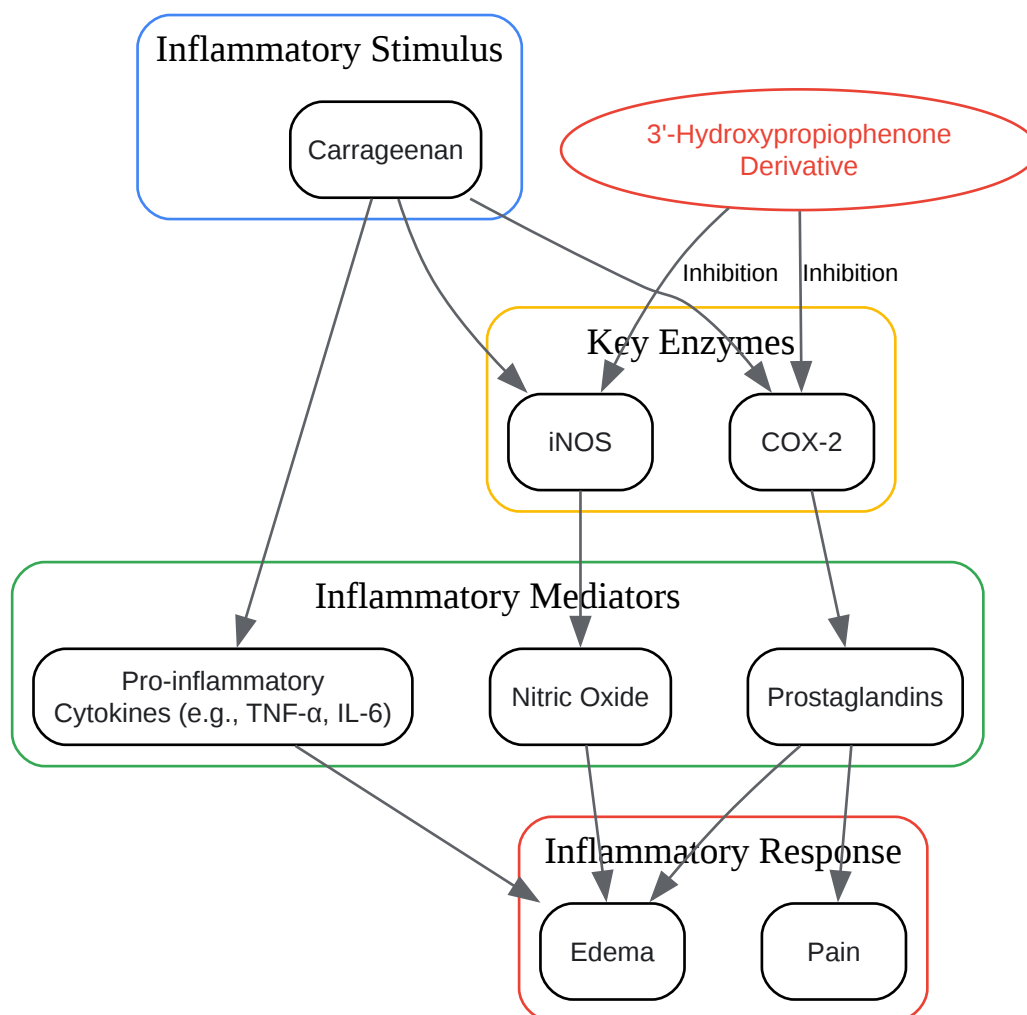 Inflammatory Stimulus
Carrageenan
3'-Hydroxypropiophenone
Derivative
Inhibition
Inhibition
Key Enzymes
iNOS
COX-2
Inflammatory Mediators
Pro-inflammatory
Cytokines (e.g., TNF-α, IL-6)
Nitric Oxide
Prostaglandins
Inflammatory Response
Edema
Pain